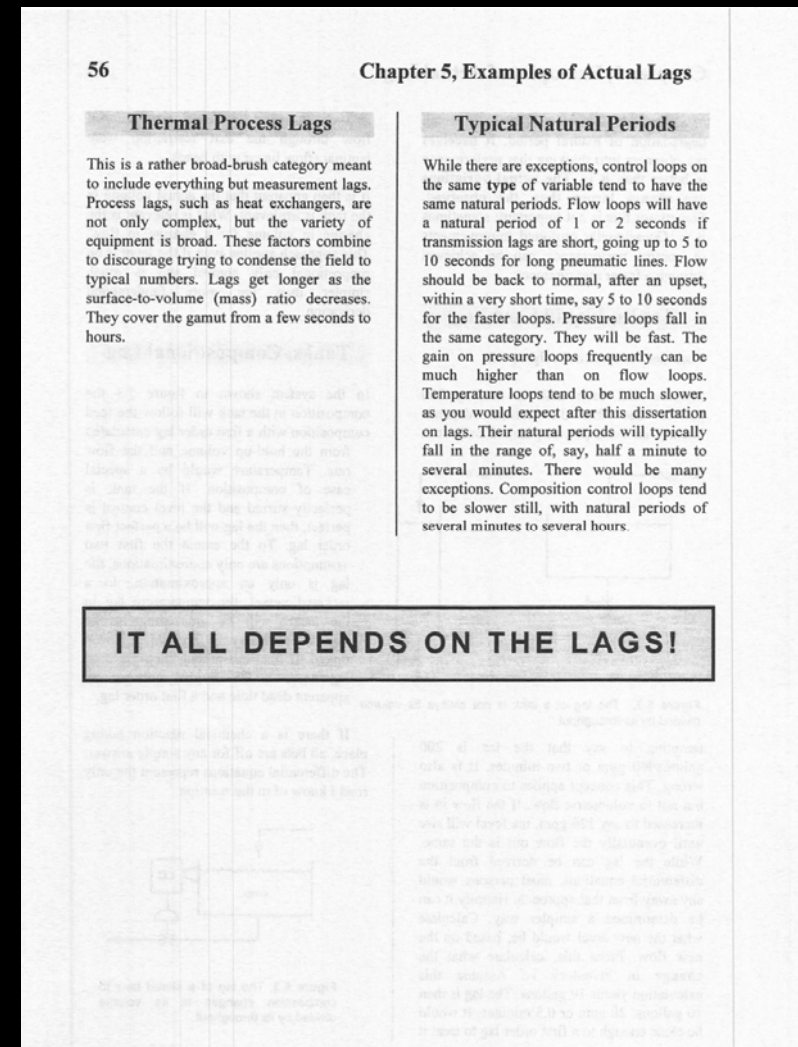 56
Chapter 5, Examples of Actual Lags
Thermal Process Lags
This is a rather broad-brush category meant
to include everything but measurement lags.
Process lags, such as heat exchangers, are
not only complex, but the variety of
equipment is broad. These factors combine
to discourage trying to condense the field to
typical numbers. Lags get longer as the
surface-to-volume (mass) ratio decreases.
They cover the gamut from a few seconds to
hours.
Typical Natural Periods
While there are exceptions, control loops on
the same type of variable tend to have the
same natural periods. Flow loops will have
a natural period of 1 or 2 seconds if
transmission lags are short, going up to 5 to
10 seconds for long pneumatic lines. Flow
should be back to normal, after an upset,
within a very short time, say 5 to 10 seconds
for the faster loops. Pressure loops fall in
the same category. They will be fast. The
gain on pressure loops frequently can be
much higher than on flow loops.
Temperature loops tend to be much slower,
as you would expect after this dissertation
on lags. Their natural periods will typically
fall in the range of, say, half a minute to
several minutes. There would be many
exceptions. Composition control loops tend
to be slower still, with natural periods of
several minutes to several hours.
IT ALL DEPENDS ON THE LAGS!